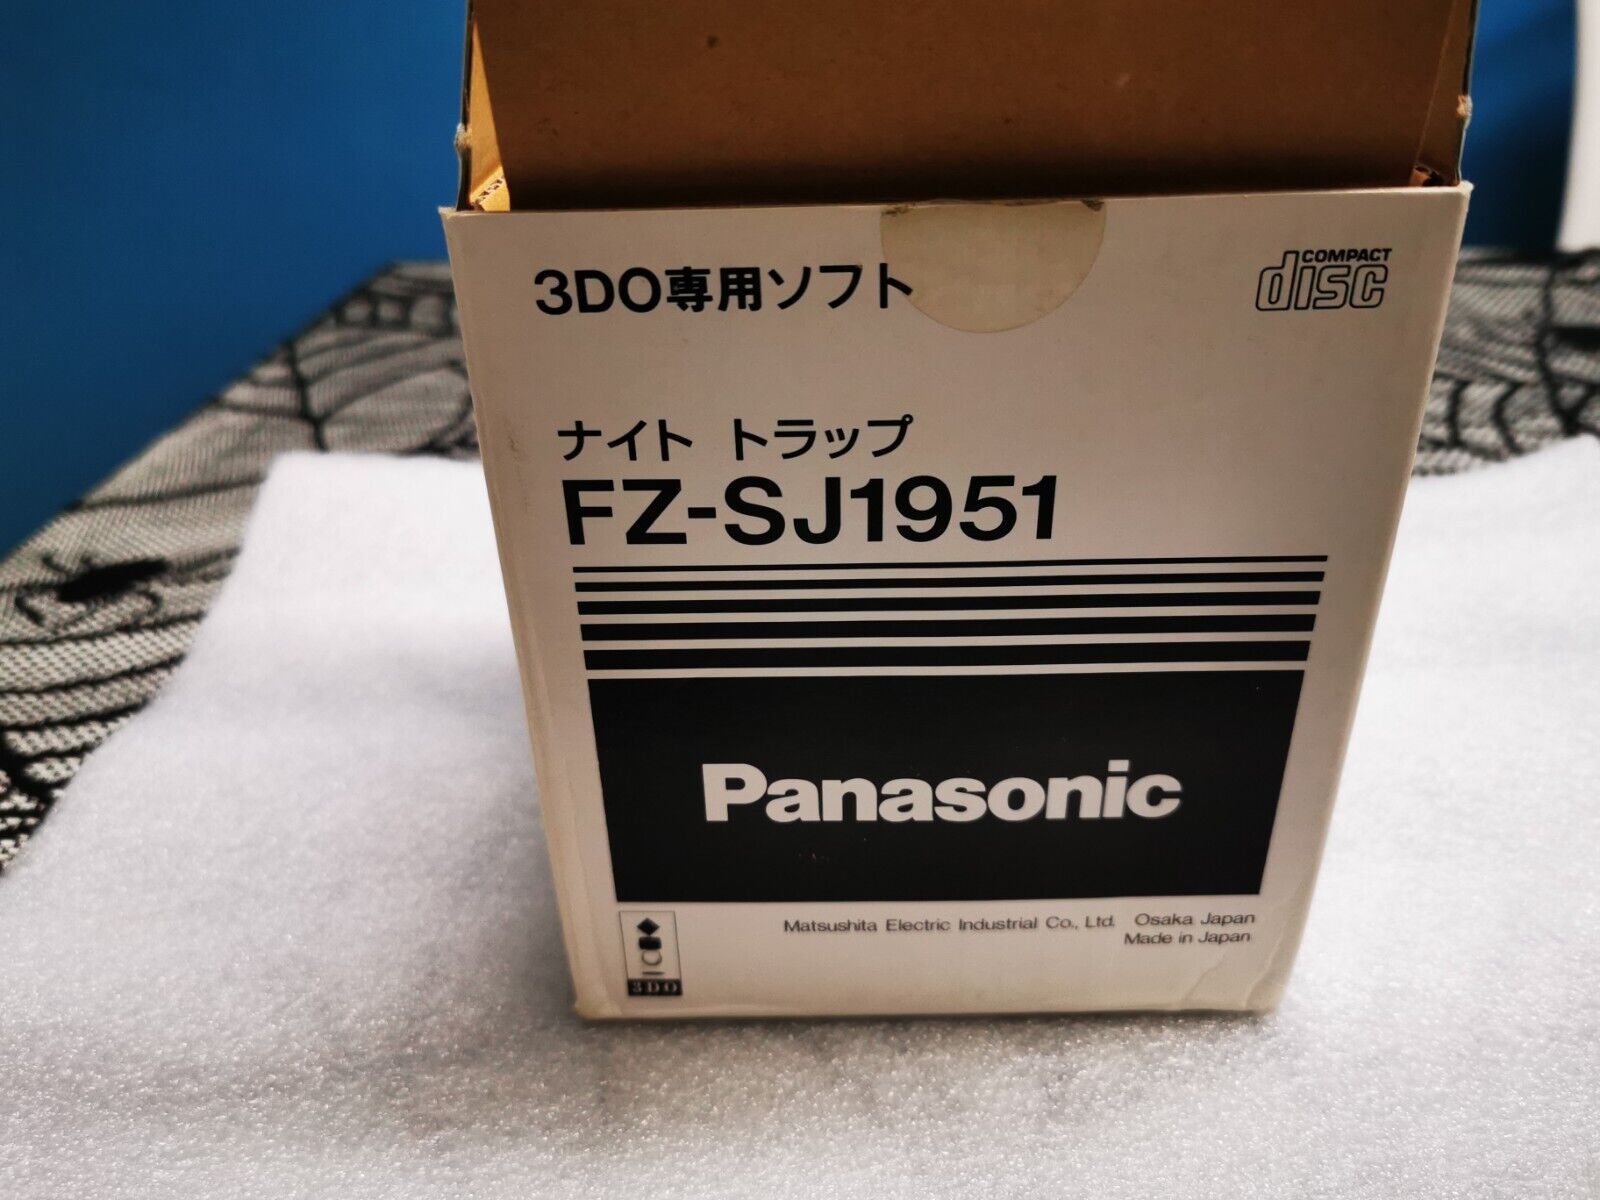 3DO専用ソフト
COMPACT
disc
ナイト トラップ
FZ-SJ1951
Panasonic
Matsushita Electric Industrial Co., Ltd. Osaka Japan
Made in Japan
3DO